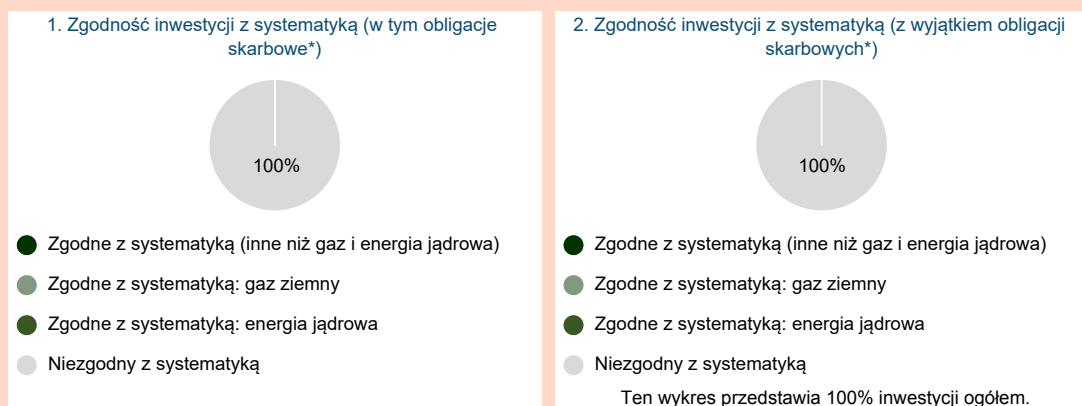 1. Zgodność inwestycji z systematyką (w tym obligacje
skarbowe*)
100%
Zgodne z systematyką (inne niż gaz i energia jądrowa)
Zgodne z systematyką: gaz ziemny
Zgodne z systematyką: energia jądrowa
Niezgodny z systematyką
2. Zgodność inwestycji z systematyką (z wyjątkiem obligacji
skarbowych*)
100%
Zgodne z systematyką (inne niż gaz i energia jądrowa)
Zgodne z systematyką: gaz ziemny
Zgodne z systematyką: energia jądrowa
Niezgodny z systematyką
Ten wykres przedstawia 100% inwestycji ogółem.